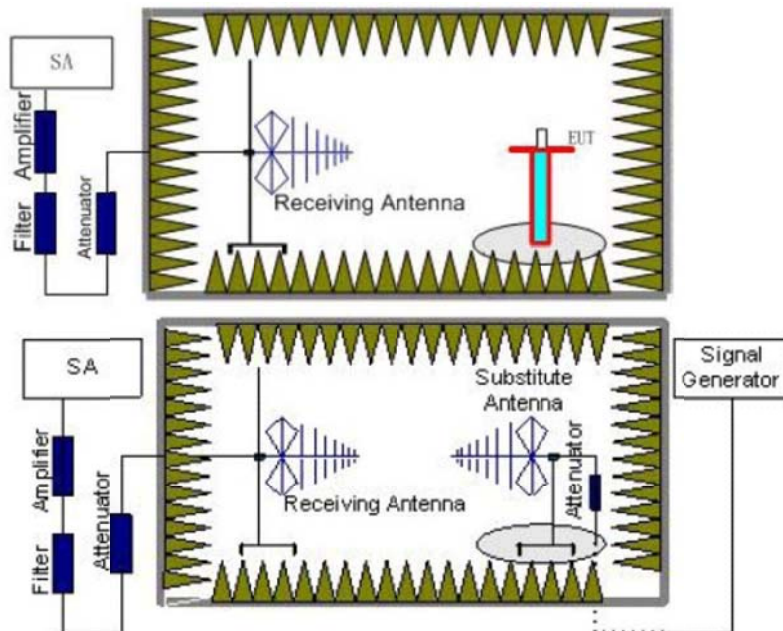 SA
Amplifier
Filter
Attenuator
Receiving Antenna
EUT
SA
Amplifier
Filter
Attenuator
Receiving Antenna
Substitute
Antenna
Attenuator
Signal
Generator